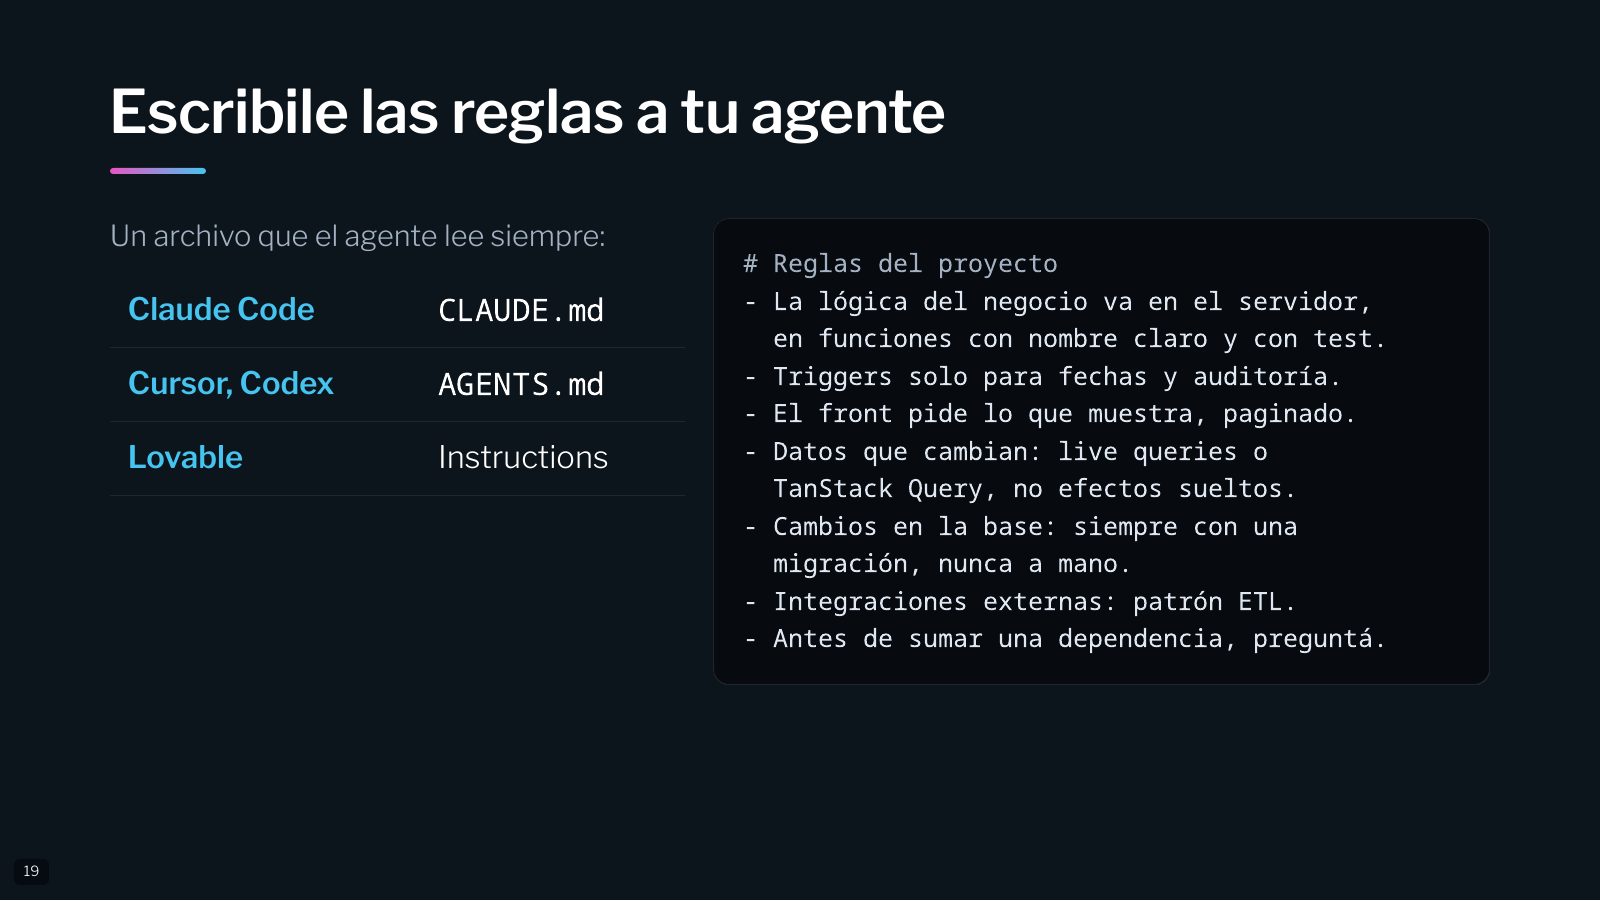 Escribile las reglas a tu agente
Un archivo que el agente lee siempre:
Claude Code CLAUDE.md
Cursor, Codex AGENTS.md
Lovable Instructions
# Reglas del proyecto
- La lógica del negocio va en el servidor,
en funciones con nombre claro y con test.
- Triggers solo para fechas y auditoría.
- El front pide lo que muestra, paginado.
- Datos que cambian: live queries o
TanStack Query, no efectos sueltos.
- Cambios en la base: siempre con una
migración, nunca a mano.
- Integraciones externas: patrón ETL.
- Antes de sumar una dependencia, preguntá.
19